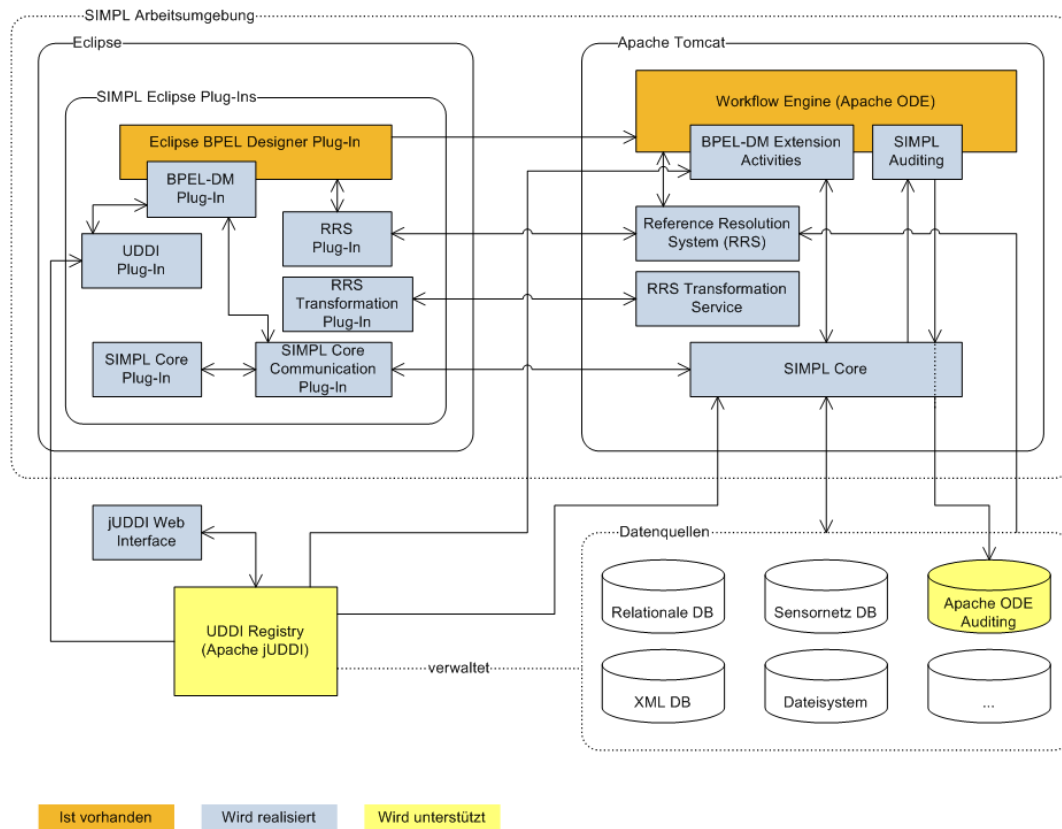 SIMPL Arbeitsumgebung
Eclipse
SIMPL Eclipse Plug-Ins
Eclipse BPEL Designer Plug-In
BPEL-DM
Plug-In
UDDI
Plug-In
RRS
Plug-In
RRS
Transformation
Plug-In
SIMPL Core
Plug-In
SIMPL Core
Communication
Plug-In
Apache Tomcat
Workflow Engine (Apache ODE)
BPEL-DM Extension
Activities
SIMPL
Auditing
Reference Resolution
System (RRS)
RRS Transformation
Service
SIMPL Core
jUDDI Web
Interface
UDDI Registry
(Apache jUDDI)
verwaltet
Datenquellen
Relationale DB
Sensornetz DB
Apache ODE
Auditing
XML DB
Dateisystem
...
Ist vorhanden
Wird realisiert
Wird unterstützt